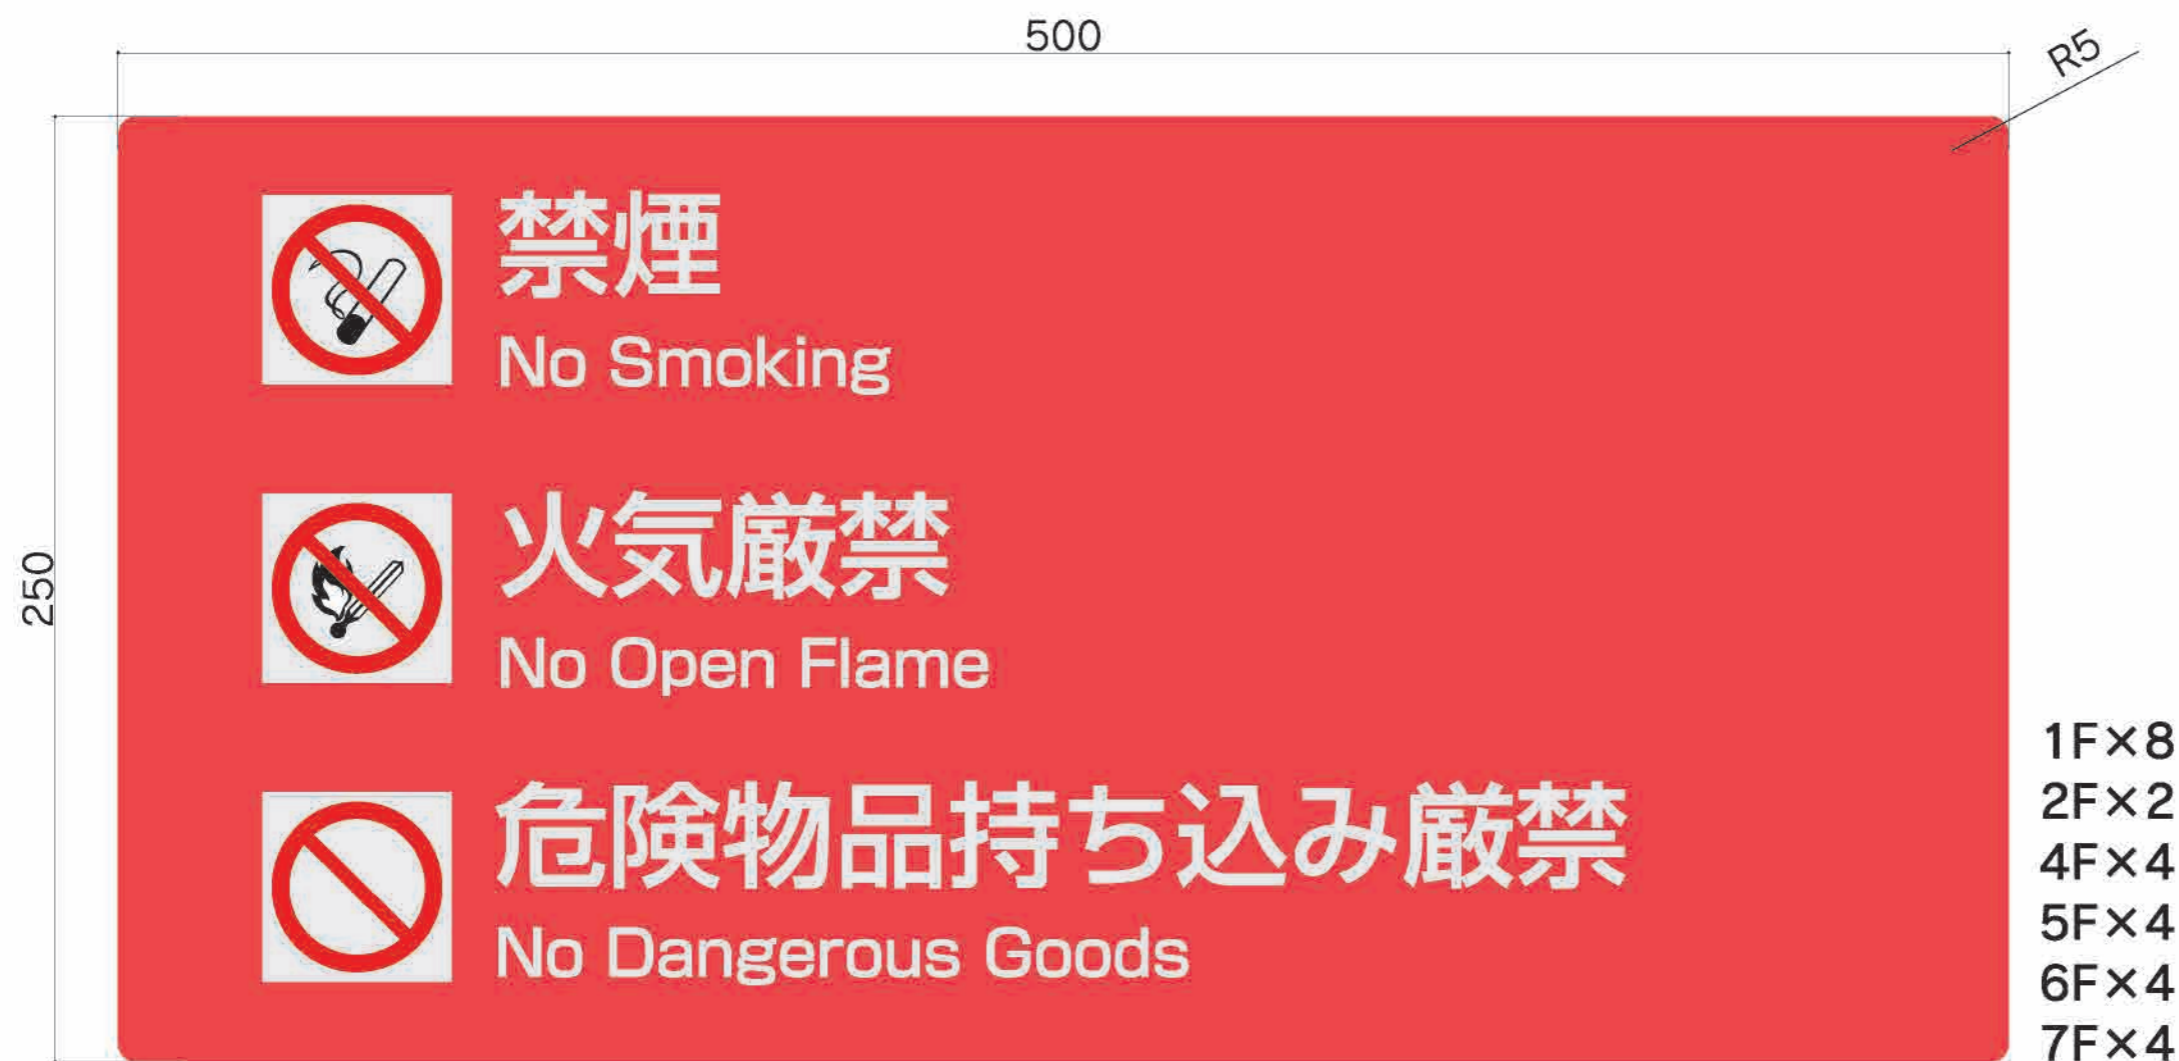 500
R5
禁煙
No Smoking
250
火気厳禁
No Open Flame
危険物品持ち込み厳禁
No Dangerous Goods
1F×8
2F×2
4F×4
5F×4
6F×4
7F×4